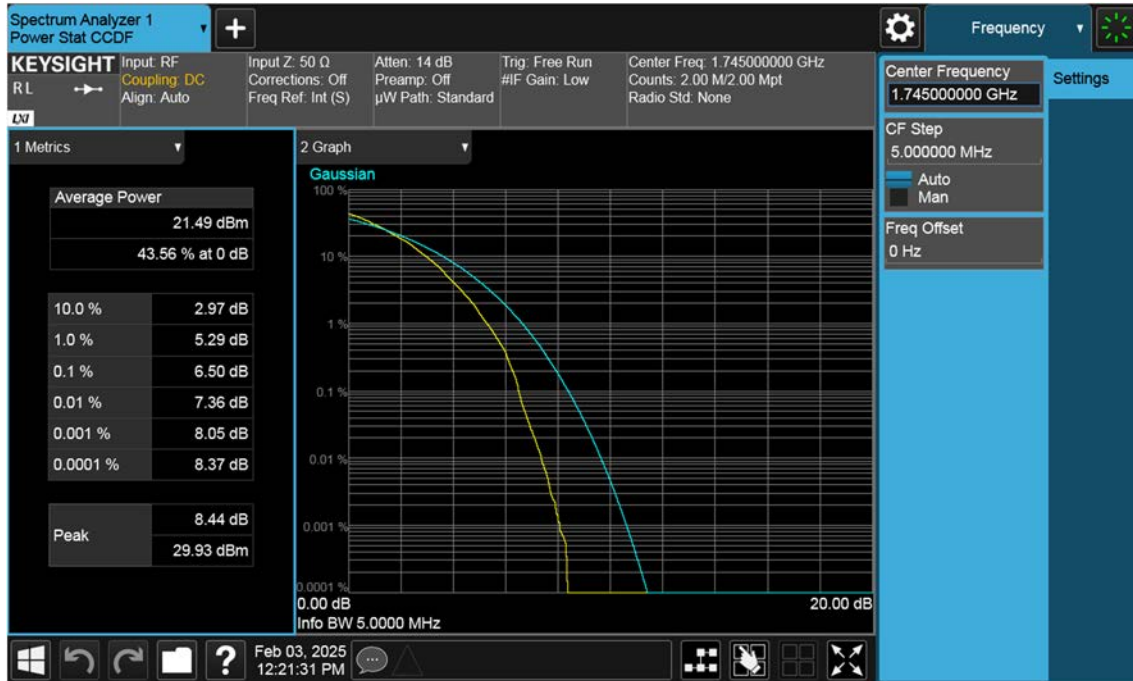 Spectrum Analyzer 1
Power Stat CCDF
Frequency
KEYSIGHT
R L
LXI
Input: RF
Coupling: DC
Align: Auto
Input Z: 50 Ω
Corrections: Off
Freq Ref: Int (S)
Atten: 14 dB
Preamp: Off
µW Path: Standard
Trig: Free Run
#IF Gain: Low
Center Freq: 1.745000000 GHz
Counts: 2.00 M/2.00 Mpt
Radio Std: None
Center Frequency
1.745000000 GHz
Settings
CF Step
5.000000 MHz
Auto
Man
Freq Offset
0 Hz
1 Metrics
Average Power
21.49 dBm
43.56 % at 0 dB
10.0 % 2.97 dB
1.0 % 5.29 dB
0.1 % 6.50 dB
0.01 % 7.36 dB
0.001 % 8.05 dB
0.0001 % 8.37 dB
Peak
8.44 dB
29.93 dBm
2 Graph
Gaussian
100 %
10 %
1 %
0.1 %
0.01 %
0.001 %
0.0001 %
0.00 dB 20.00 dB
Info BW 5.0000 MHz
?
Feb 03, 2025
12:21:31 PM